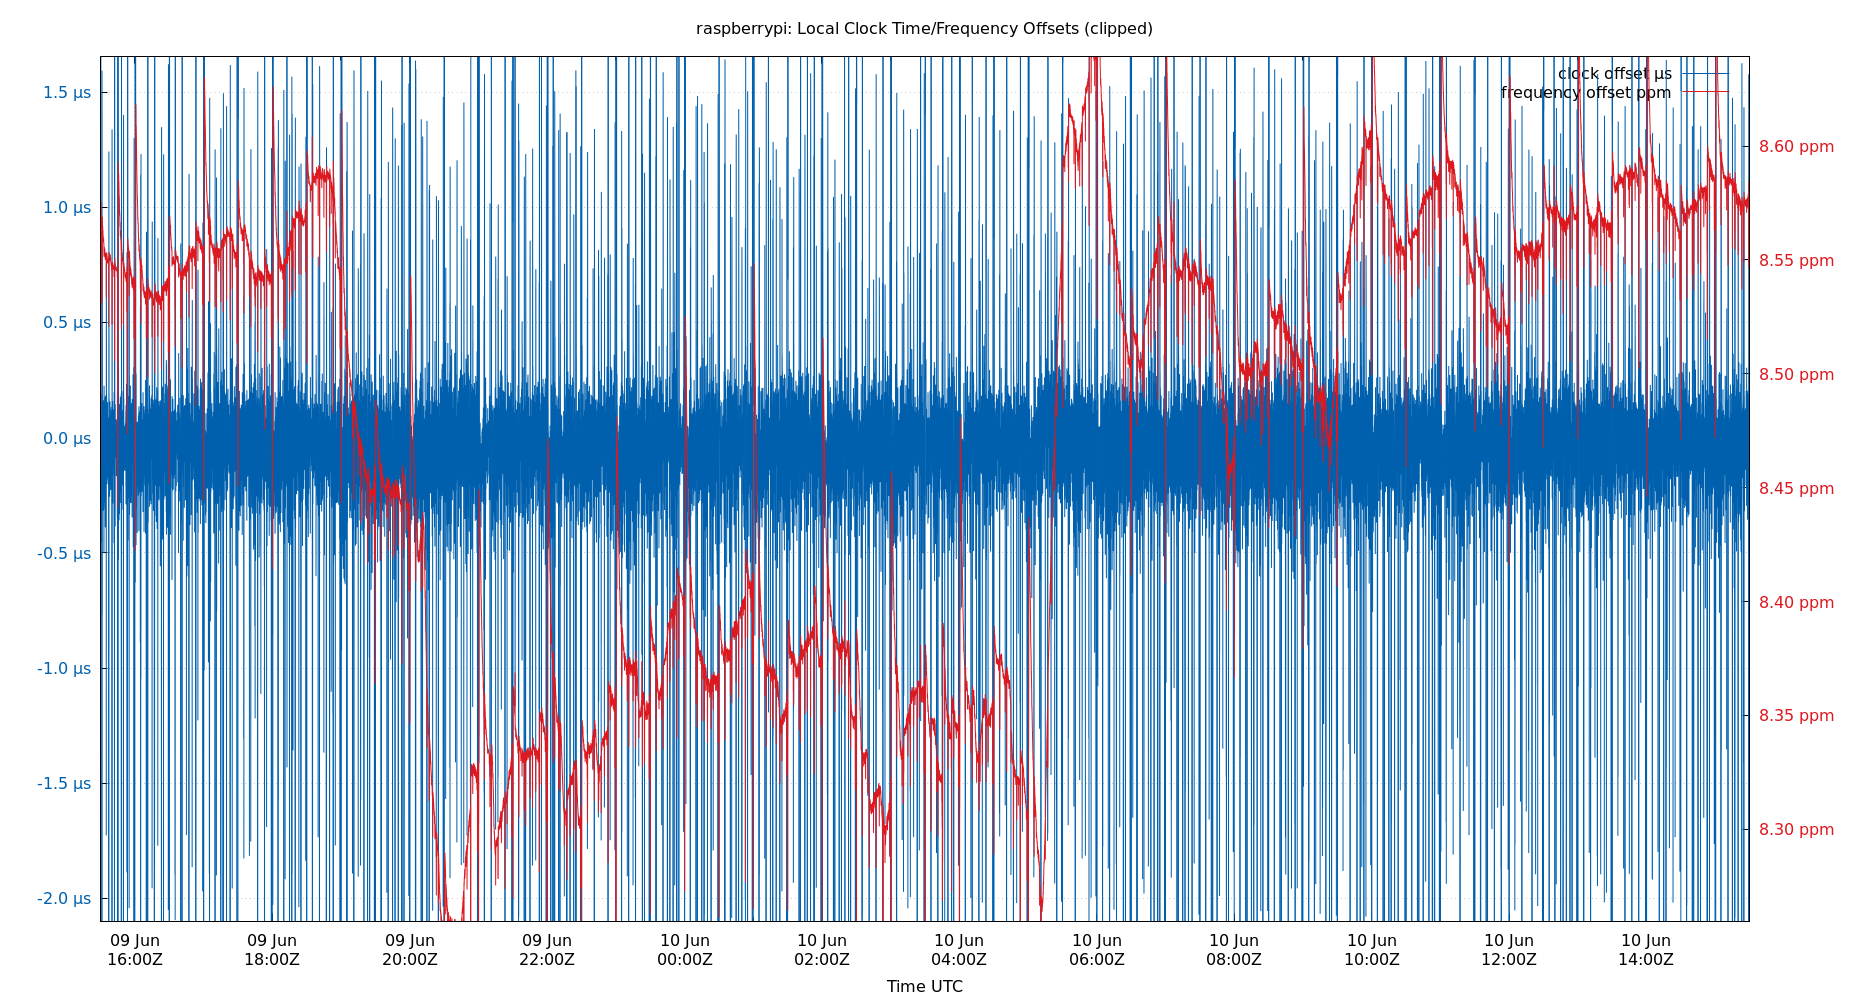 raspberrypi: Local Clock Time/Frequency Offsets (clipped)
clock offset µs
frequency offset ppm
1.5 µs
1.0 µs
0.5 µs
0.0 µs
-0.5 µs
-1.0 µs
-1.5 µs
-2.0 µs
8.60 ppm
8.55 ppm
8.50 ppm
8.45 ppm
8.40 ppm
8.35 ppm
8.30 ppm
09 Jun 09 Jun 09 Jun 09 Jun 10 Jun 10 Jun 10 Jun 10 Jun 10 Jun 10 Jun 10 Jun 10 Jun
16:00Z 18:00Z 20:00Z 22:00Z 00:00Z 02:00Z 04:00Z 06:00Z 08:00Z 10:00Z 12:00Z 14:00Z
Time UTC